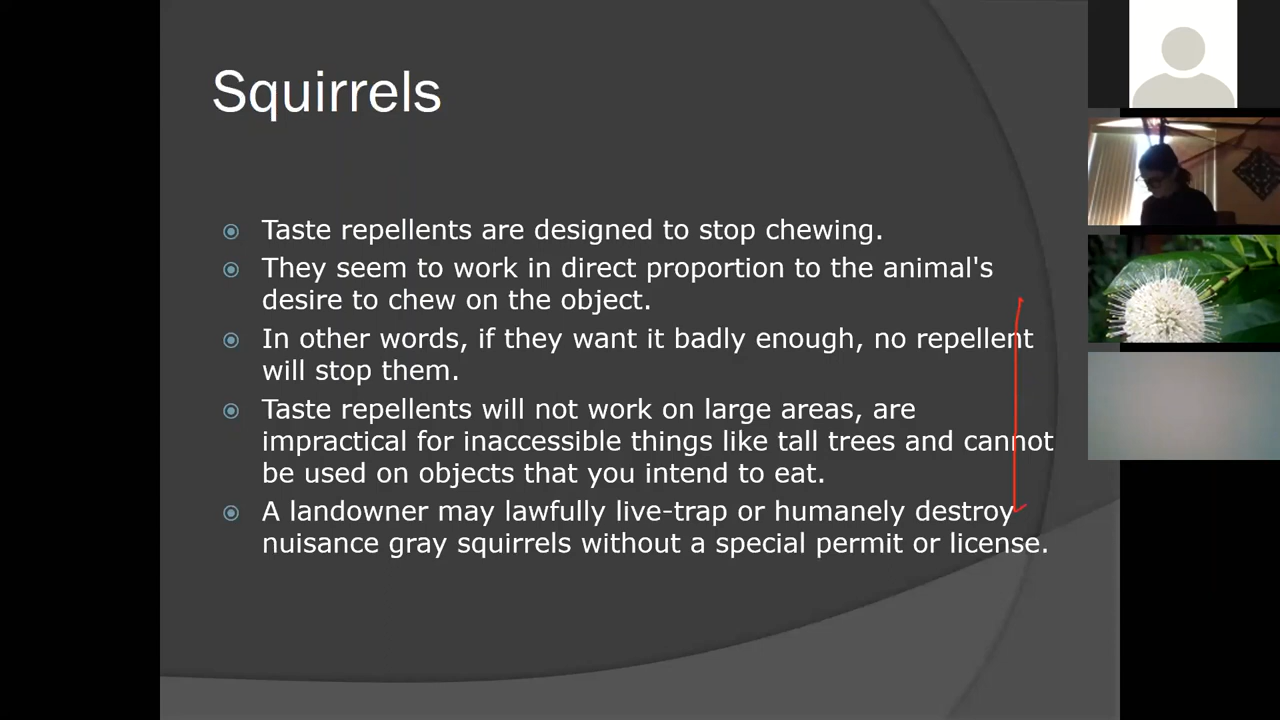 Squirrels
Taste repellents are designed to stop chewing.
They seem to work in direct proportion to the animal's
desire to chew on the object.
In other words, if they want it badly enough, no repellent
will stop them.
Taste repellents will not work on large areas, are
impractical for inaccessible things like tall trees and cannot
be used on objects that you intend to eat.
A landowner may lawfully live-trap or humanely destroy
nuisance gray squirrels without a special permit or license.